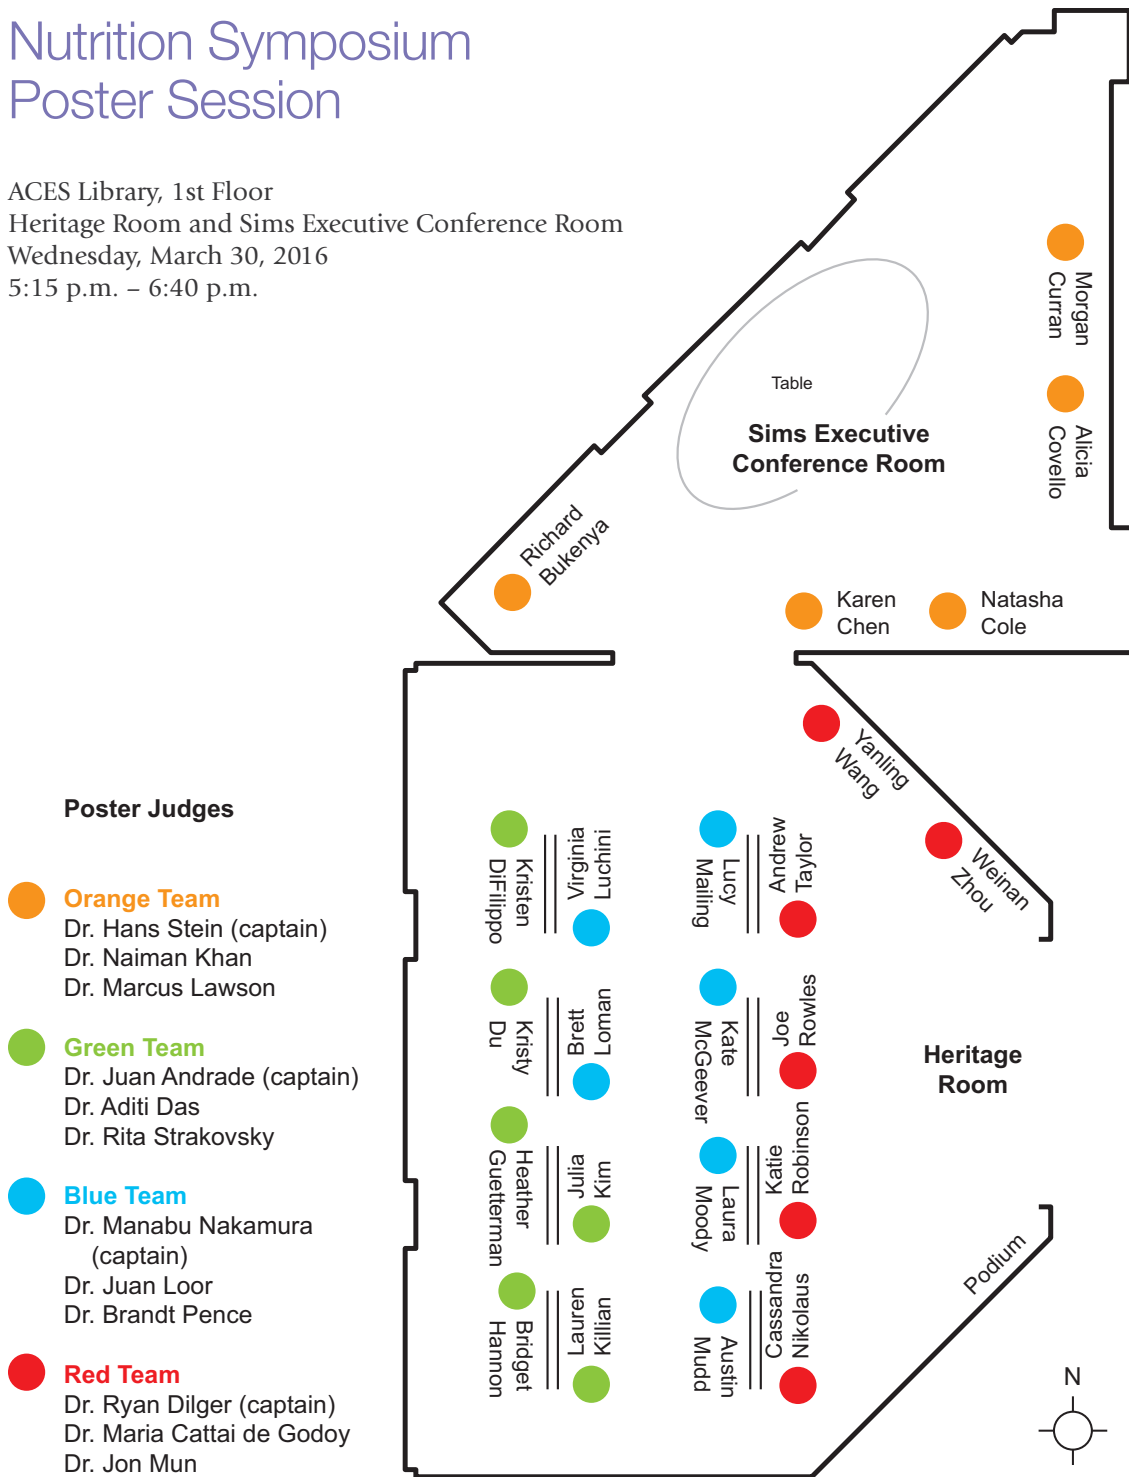 Nutrition Symposium
Poster Session
ACES Library, 1st Floor
Heritage Room and Sims Executive Conference Room
Wednesday, March 30, 2016
5:15 p.m. – 6:40 p.m.
Morgan
Curran
Table
Alicia
Covello
Sims Executive
Conference Room
Richard
Bukenya
Karen
Chen
Natasha
Cole
Yanling
Wang
Weinan
Zhou
Kristen
DiFilippo
Virginia
Luchini
Lucy
Mailing
Andrew
Taylor
Kristy
Du
Brett
Loman
Kate
McGeever
Joe
Rowles
Heritage
Room
Heather
Guetterman
Julia
Kim
Laura
Moody
Katie
Robinson
Bridget
Hannon
Lauren
Killian
Austin
Mudd
Cassandra
Nikolaus
Podium
N
Poster Judges
Orange Team
Dr. Hans Stein (captain)
Dr. Naiman Khan
Dr. Marcus Lawson
Green Team
Dr. Juan Andrade (captain)
Dr. Aditi Das
Dr. Rita Strakovsky
Blue Team
Dr. Manabu Nakamura
(captain)
Dr. Juan Loor
Dr. Brandt Pence
Red Team
Dr. Ryan Dilger (captain)
Dr. Maria Cattai de Godoy
Dr. Jon Mun